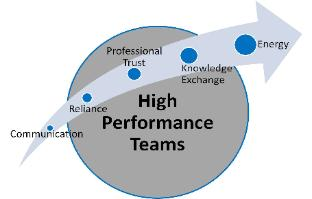 Energy
Professional
Trust
Knowledge
Exchange
Reliance
Communication
High
Performance
Teams